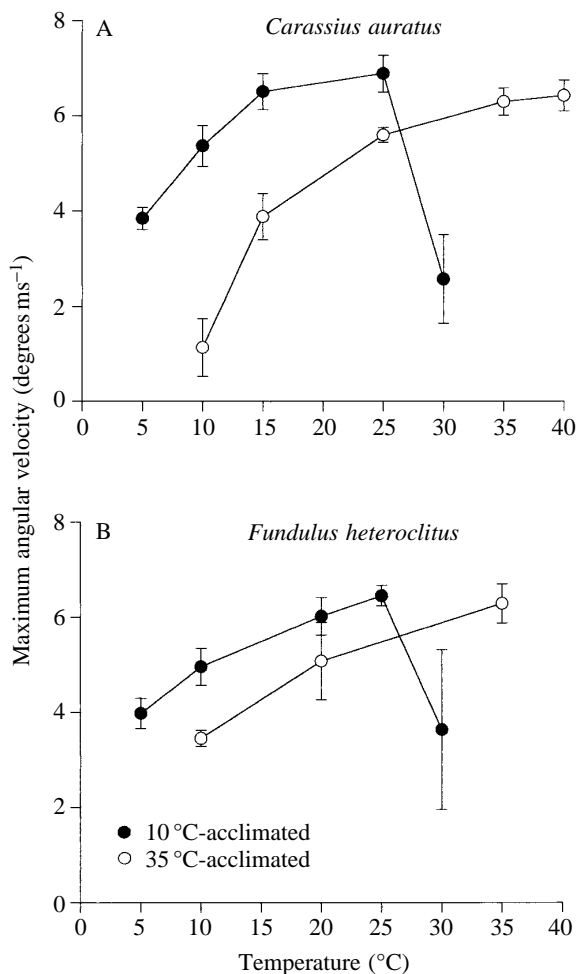 A
Carassius auratus
8
6
4
2
0
0 5 10 15 20 25 30 35 40
Maximum angular velocity (degrees ms⁻¹)
B
Fundulus heteroclitus
8
6
4
2
0
10 °C-acclimated
35 °C-acclimated
0 5 10 15 20 25 30 35 40
Temperature (°C)